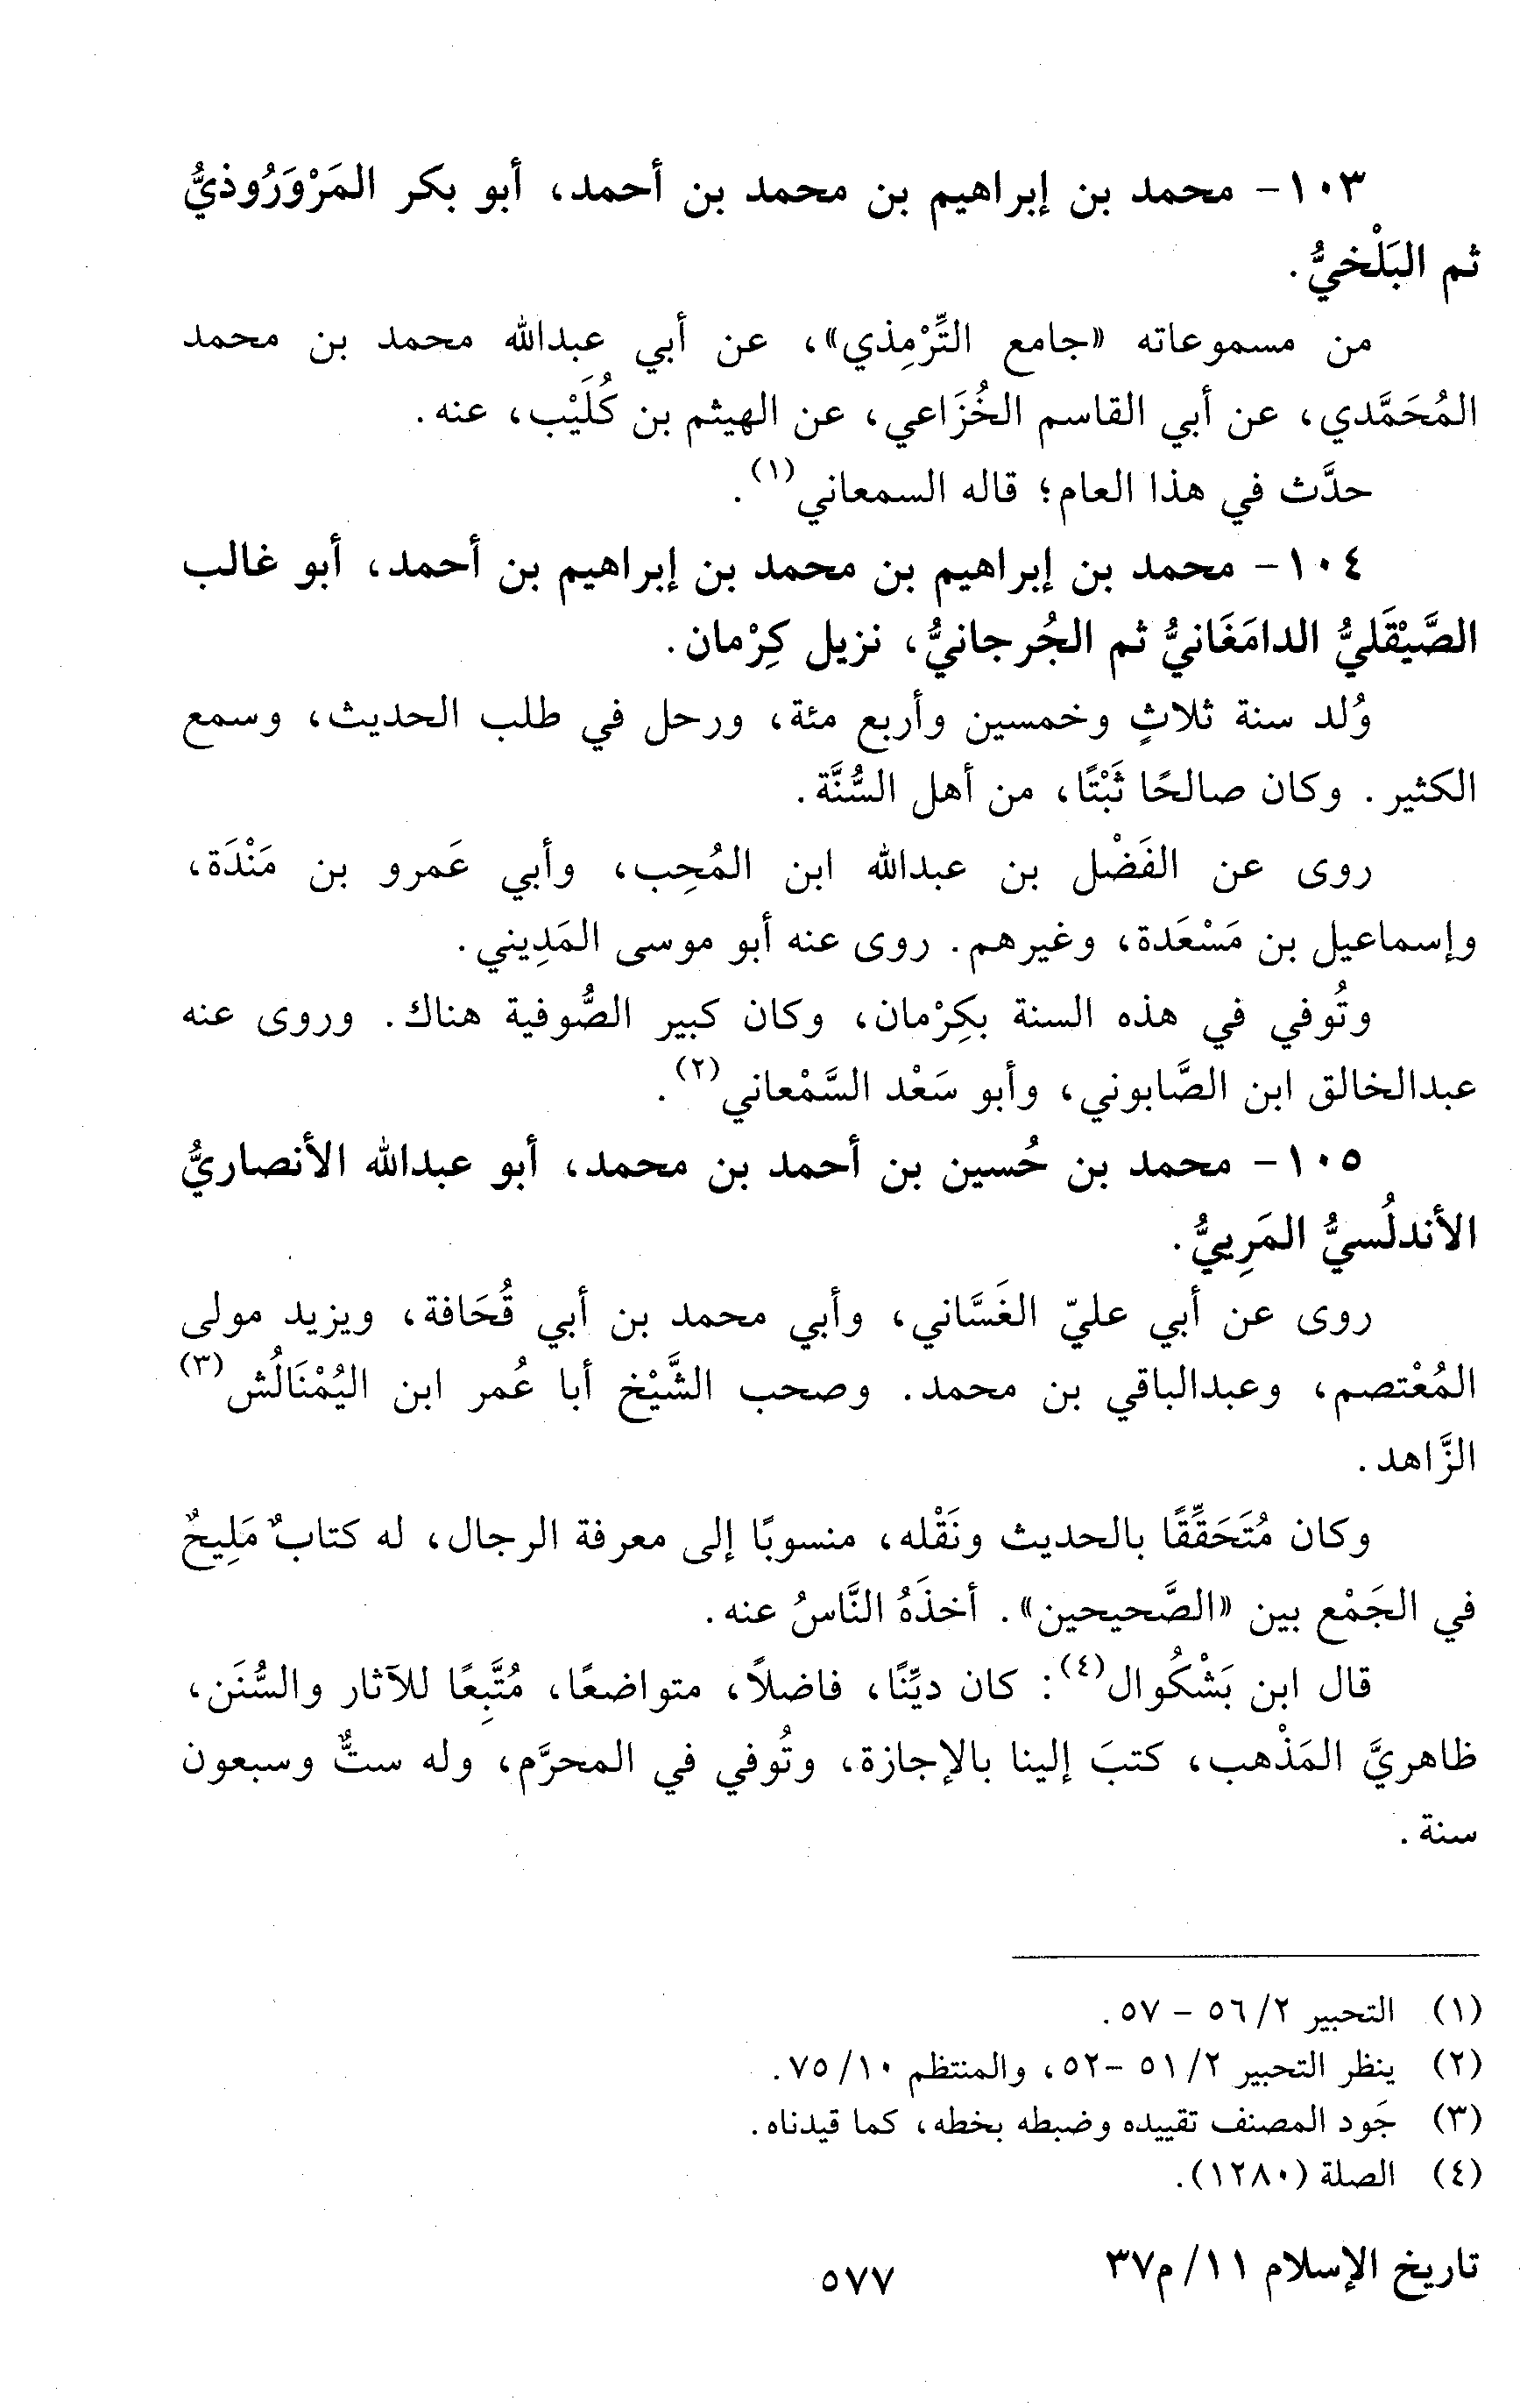 ١٠٣- محمد بن إبراهيم بن محمد بن أحمد، أبو بكر المَرْوَرُوذيُّ
ثم البَلْخيُّ.
من مسموعاته «جامع التِّرْمِذي»، عن أبي عبدالله محمد بن محمد
المُحَمَّدي، عن أبي القاسم الخُزَاعي، عن الهيثم بن كُلَيْب، عنه.
حدَّث في هذا العام؛ قاله السمعاني(١).
١٠٤- محمد بن إبراهيم بن محمد بن إبراهيم بن أحمد، أبو غالب
الصَّيْقَليُّ الدامَغَانيُّ ثم الجُرجانيُّ، نزيل كِرْمان.
وُلد سنة ثلاثٍ وخمسين وأربع مئة، ورحل في طلب الحديث، وسمع
الكثير. وكان صالحًا ثَبْتًا، من أهل السُّنَّة.
روى عن الفَضْل بن عبدالله ابن المُحِب، وأبي عَمرو بن مَنْدَة،
وإسماعيل بن مَسْعَدة، وغيرهم. روى عنه أبو موسى المَدِيني.
وتُوفي في هذه السنة بكِرْمان، وكان كبير الصُّوفية هناك. وروى عنه
عبدالخالق ابن الصَّابوني، وأبو سَعْد السَّمْعاني(٢).
١٠٥- محمد بن حُسين بن أحمد بن محمد، أبو عبدالله الأنصاريُّ
الأندلُسيُّ المَرِييُّ.
روى عن أبي عليّ الغَسَّاني، وأبي محمد بن أبي قُحَافة، ويزيد مولى
المُعْتصم، وعبدالباقي بن محمد. وصحب الشَّيْخ أبا عُمر ابن اليُمْنَالُش(٣)
الزَّاهد.
وكان مُتَحَقِّقًا بالحديث ونَقْله، منسوبًا إلى معرفة الرجال، له كتابٌ مَلِيحٌ
في الجَمْع بين «الصَّحيحين». أخذَهُ النَّاسُ عنه.
قال ابن بَشْكُوال(٤): كان ديِّنًا، فاضلًا، متواضعًا، مُتَّبِعًا للآثار والسُّنَن،
ظاهريَّ المَذْهب، كتبَ إلينا بالإجازة، وتُوفي في المحرَّم، وله ستٌّ وسبعون
سنة.
(١) التحبير ٢/ ٥٦ - ٥٧.
(٢) ينظر التحبير ٢/ ٥١ -٥٢، والمنتظم ١٠/ ٧٥.
(٣) جَود المصنف تقييده وضبطه بخطه، كما قيدناه.
(٤) الصلة (١٢٨٠).
تاريخ الإسلام ١١/ م٣٧
٥٧٧